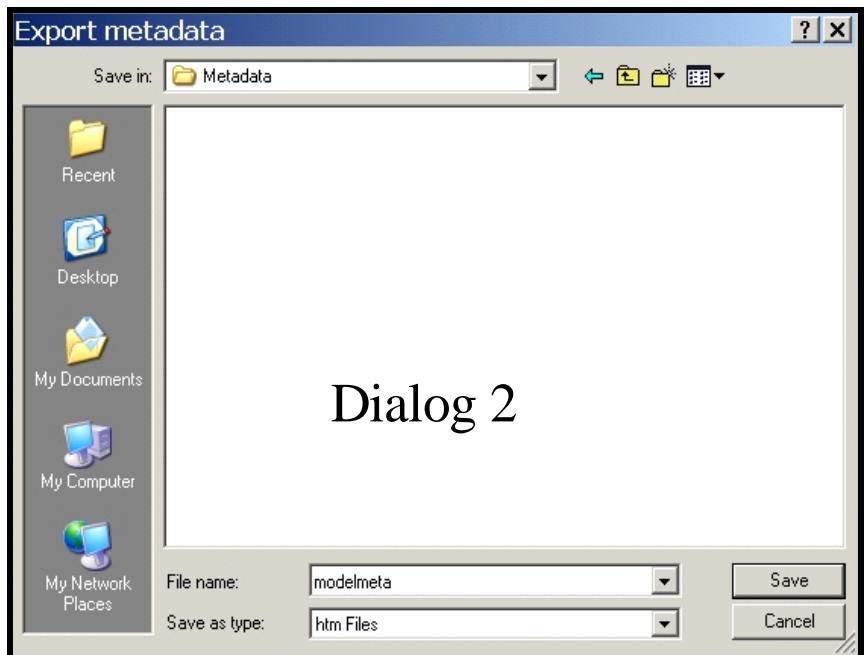 Export metadata
Save in: Metadata
Recent
Desktop
My Documents
My Computer
My Network
Places
Dialog 2
File name: modelmeta Save
Save as type: htm Files Cancel